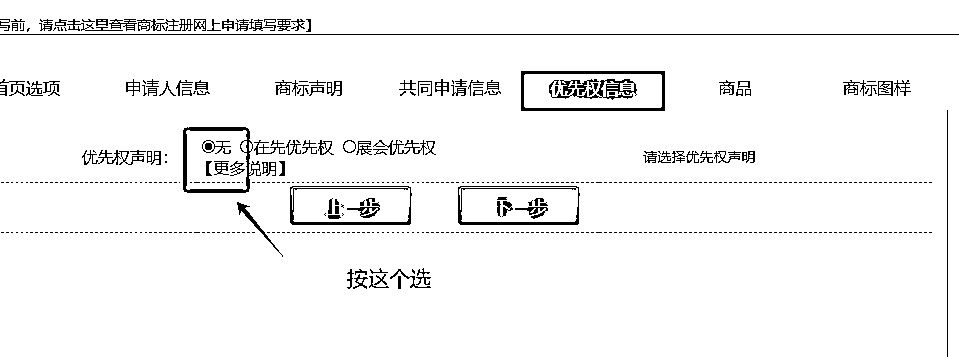 写前，请点击这里查看商标注册网上申请填写要求】
首页选项 申请人信息 商标声明 共同申请信息 优先权信息 商品 商标图样
优先权声明： 无 在先优先权 展会优先权 请选择优先权声明
【更多说明】
上一步 下一步
按这个选